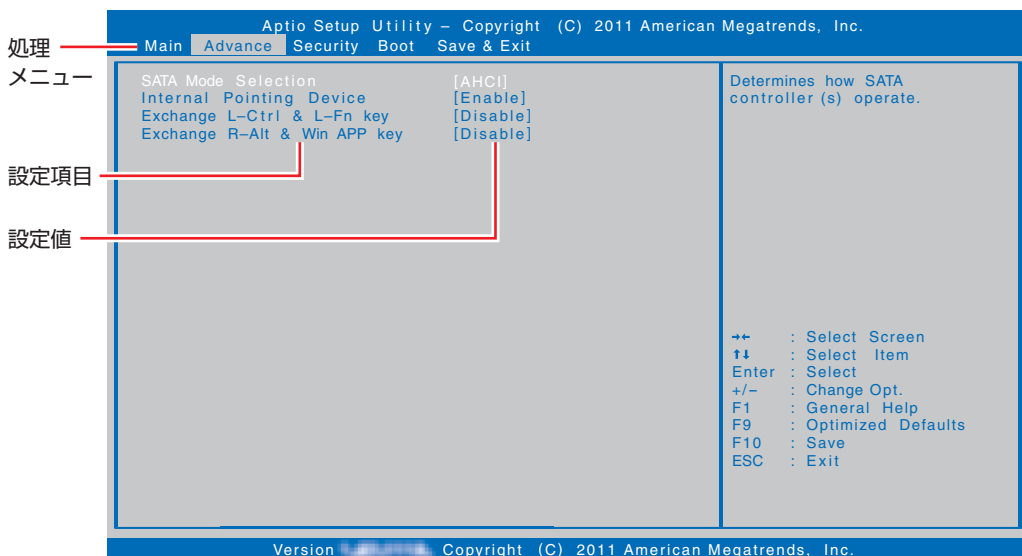 Aptio Setup Utility – Copyright (C) 2011 American Megatrends, Inc.
処理
メニュー
Main Advance Security Boot Save & Exit
SATA Mode Selection [AHCI]
Internal Pointing Device [Enable]
Exchange L–Ctrl & L–Fn key [Disable]
Exchange R–Alt & Win APP key [Disable]
設定項目
設定値
Determines how SATA
controller (s) operate.
→← : Select Screen
↑↓ : Select Item
Enter : Select
+/– : Change Opt.
F1 : General Help
F9 : Optimized Defaults
F10 : Save
ESC : Exit
Version Copyright (C) 2011 American Megatrends, Inc.